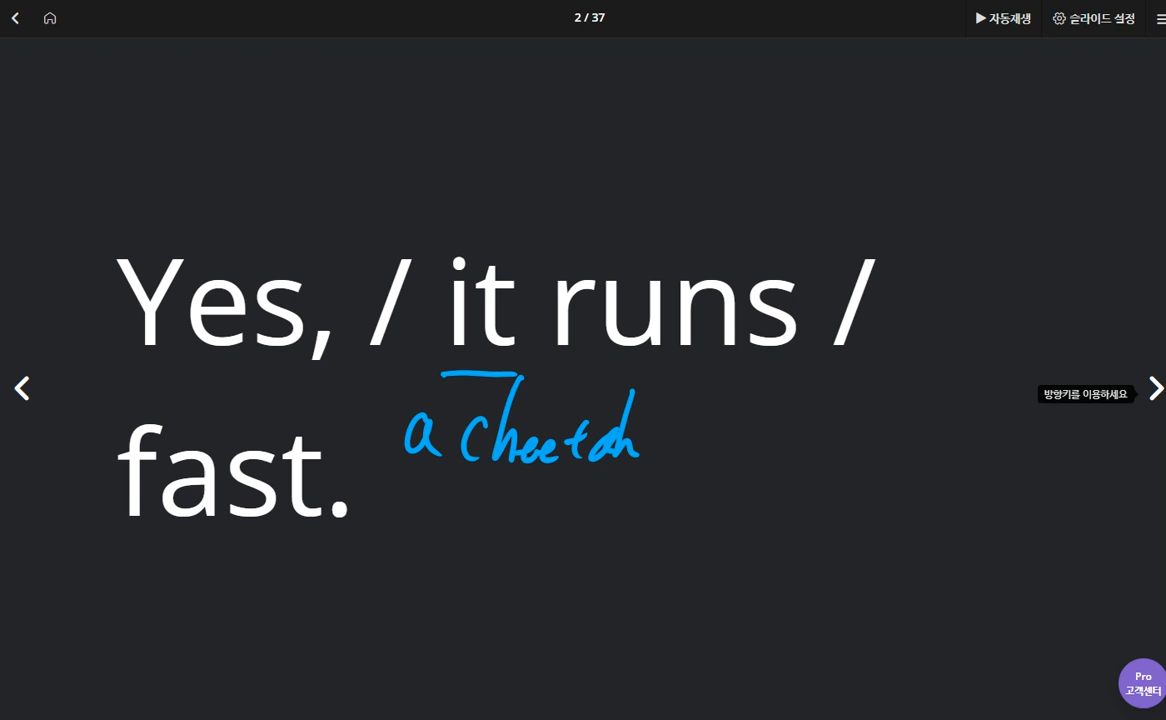 2 / 37
자동재생
슬라이드 설정
Yes, / it runs /
a cheetah
fast.
방향키를 이용하세요
Pro
고객센터